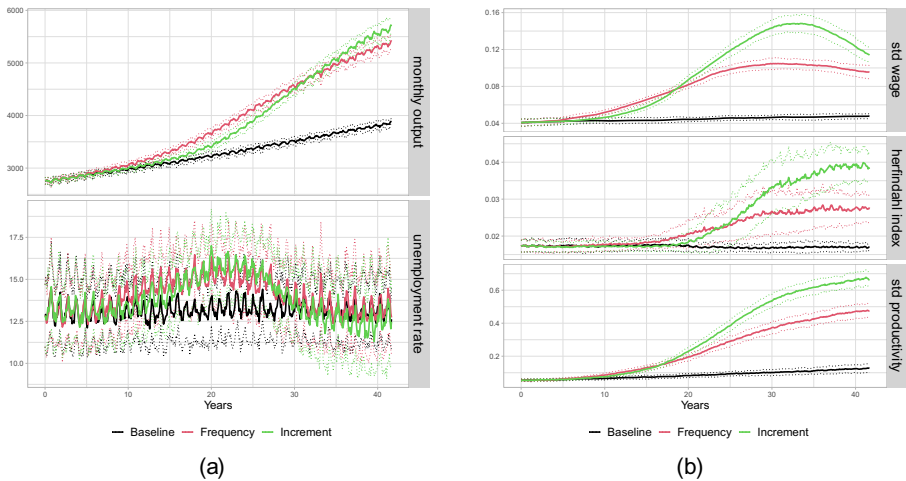 6000
5000
4000
3000
monthly output
17.5
15.0
12.5
10.0
unemployment rate
0 10 20 30 40
Years
Baseline Frequency Increment
(a)
0.16
0.12
0.08
0.04
std wage
0.04
0.03
0.02
herfindahl index
0.6
0.4
0.2
std productivity
0 10 20 30 40
Years
Baseline Frequency Increment
(b)